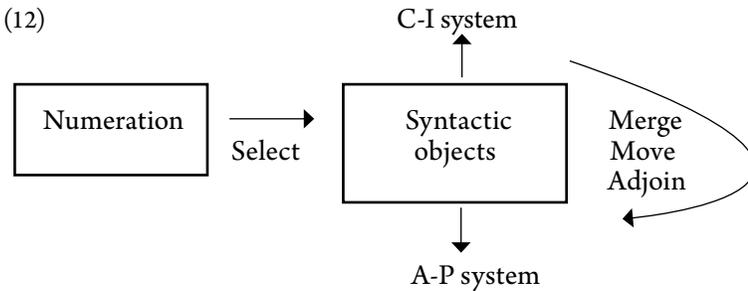 (12)
C-I system
Numeration
Select
Syntactic
objects
Merge
Move
Adjoin
A-P system